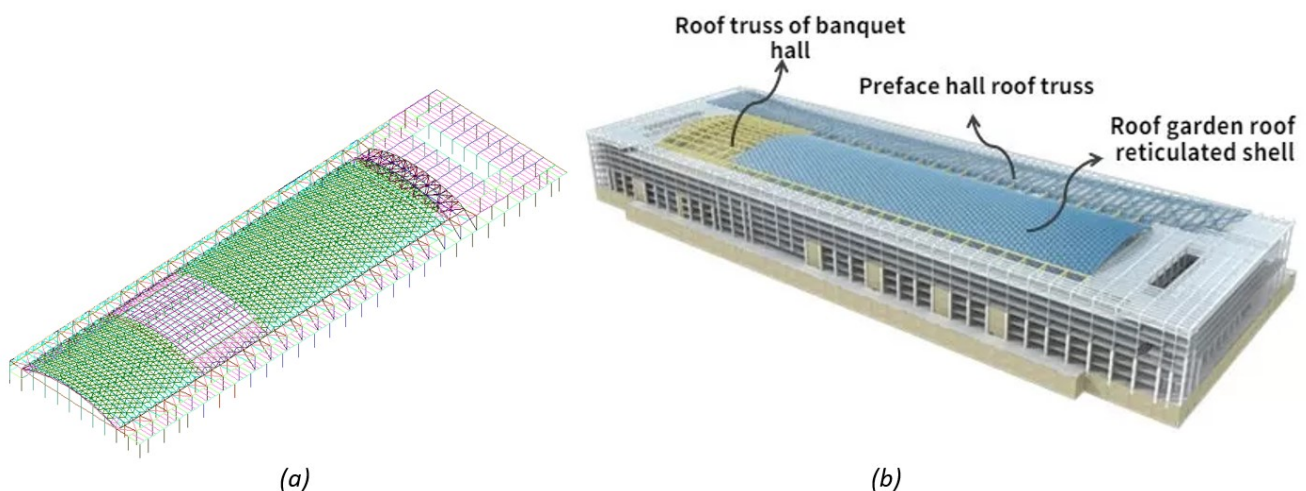 Roof truss of banquet
hall
Preface hall roof truss
Roof garden roof
reticulated shell
(a)
(b)